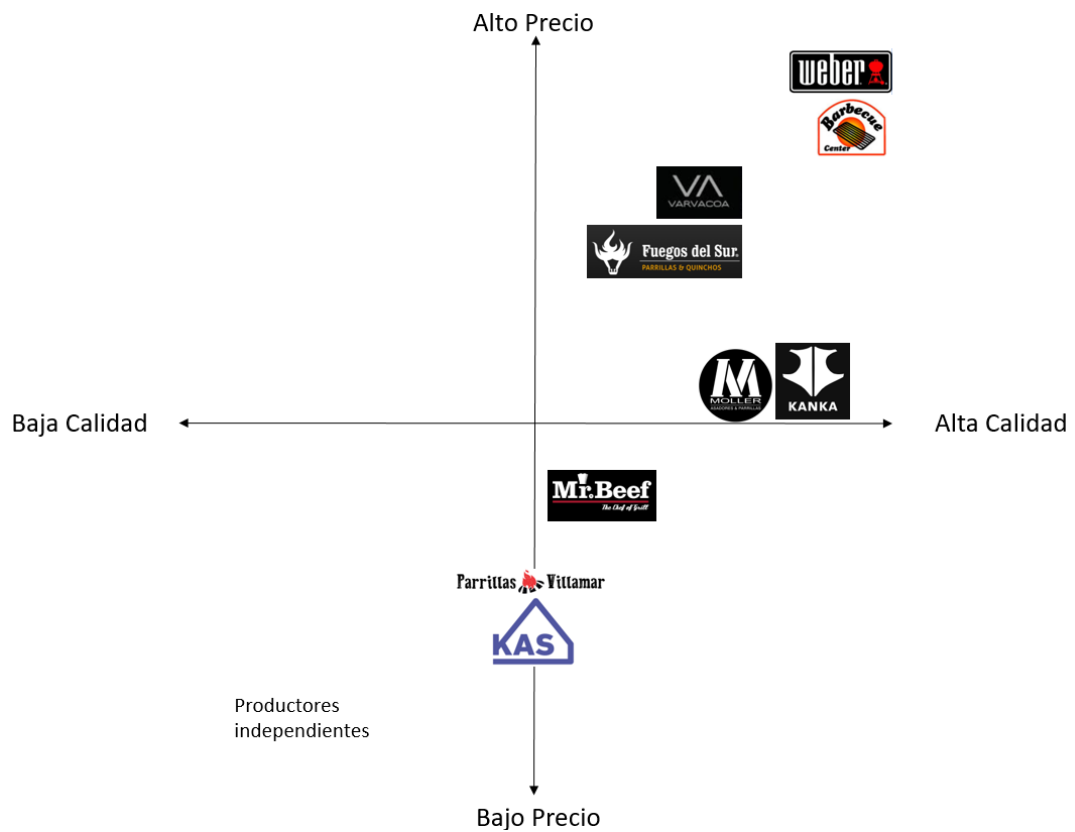 Alto Precio
weber
Barbecue
Center
VARVACOA
Fuegos del Sur
PARRILLAS & QUINCHOS
MOLLER
ASADORES & PARRILLAS
KANKA
Baja Calidad
Alta Calidad
Mr. Beef
The Chef of Grill
Parrillas Villamar
KAS
Productores
independientes
Bajo Precio